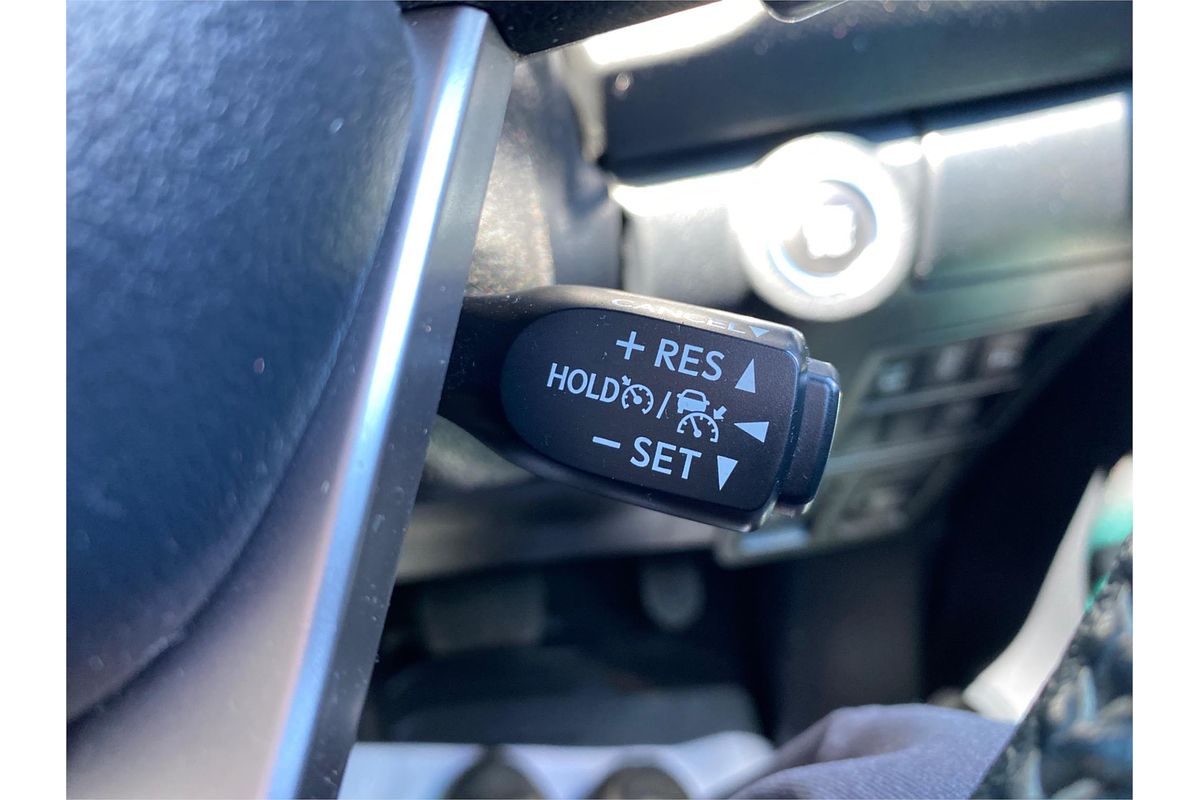 CANCEL
+ RES
HOLD /
− SET